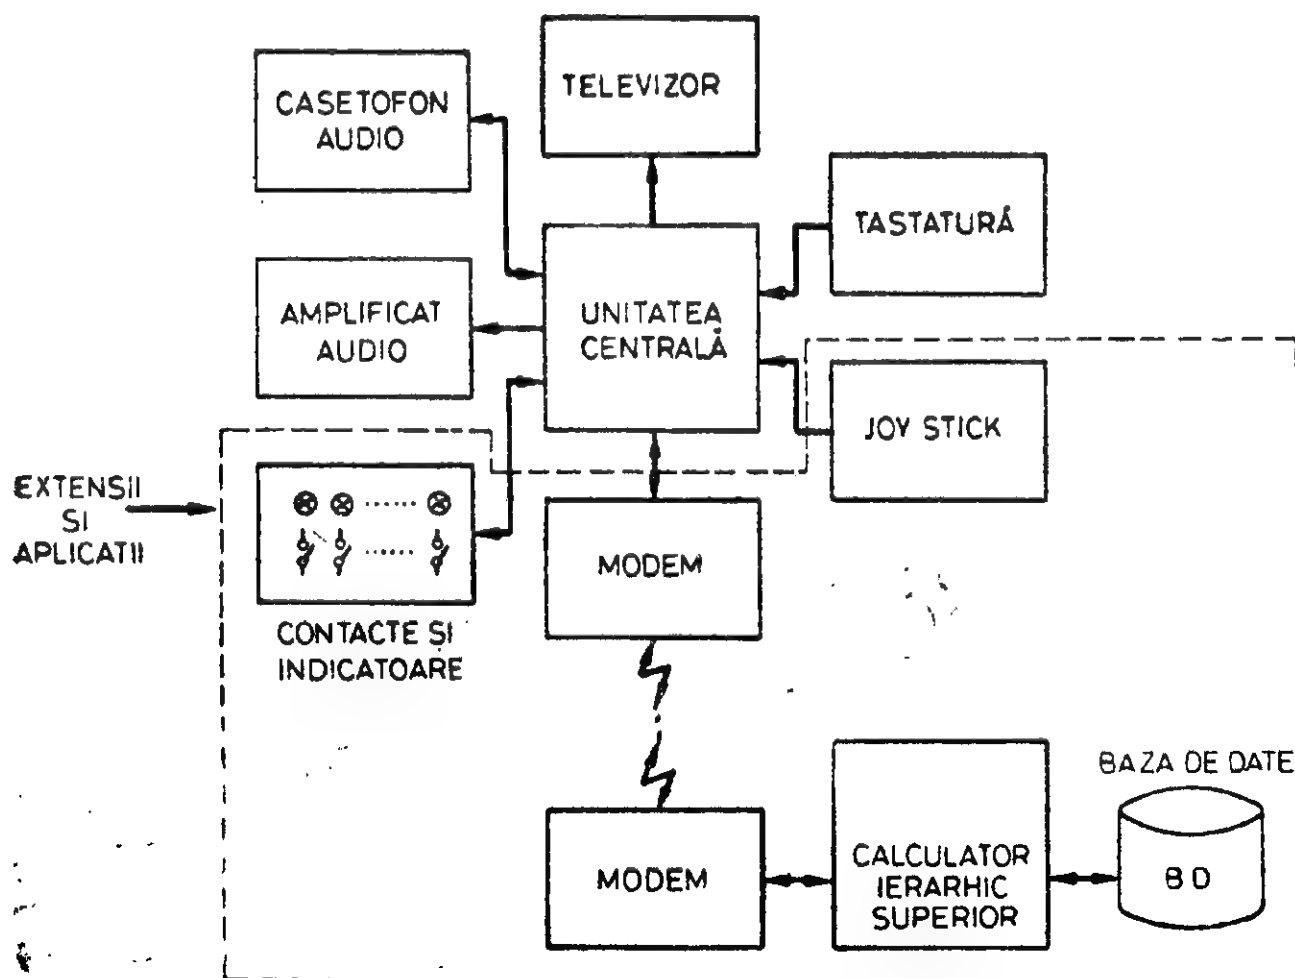 TELEVIZOR
CASETOFON
AUDIO
TASTATURĂ
AMPLIFICAT
AUDIO
UNITATEA
CENTRALĂ
JOY STICK
EXTENSII
SI
APLICATII
MODEM
CONTACTE ȘI
INDICATOARE
BAZA DE DATE
MODEM
CALCULATOR
IERARHIC
SUPERIOR
BD